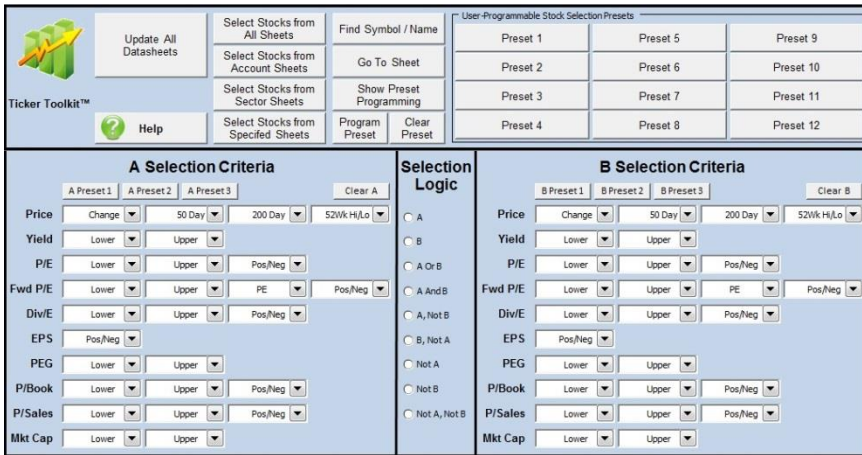 Ticker Toolkit™
Update All
Datasheets
Help
Select Stocks from
All Sheets
Select Stocks from
Account Sheets
Select Stocks from
Sector Sheets
Select Stocks from
Specifed Sheets
Find Symbol / Name
Go To Sheet
Show Preset
Programming
Program
Preset
Clear
Preset
User-Programmable Stock Selection Presets
Preset 1 Preset 5 Preset 9
Preset 2 Preset 6 Preset 10
Preset 3 Preset 7 Preset 11
Preset 4 Preset 8 Preset 12
A Selection Criteria
A Preset 1 A Preset 2 A Preset 3 Clear A
Price Change 50 Day 200 Day 52Wk Hi/Lo
Yield Lower Upper
P/E Lower Upper Pos/Neg
Fwd P/E Lower Upper PE Pos/Neg
Div/E Lower Upper Pos/Neg
EPS Pos/Neg
PEG Lower Upper
P/Book Lower Upper Pos/Neg
P/Sales Lower Upper Pos/Neg
Mkt Cap Lower Upper
Selection
Logic
A
B
A Or B
A And B
A, Not B
B, Not A
Not A
Not B
Not A, Not B
B Selection Criteria
B Preset 1 B Preset 2 B Preset 3 Clear B
Price Change 50 Day 200 Day 52Wk Hi/Lo
Yield Lower Upper
P/E Lower Upper Pos/Neg
Fwd P/E Lower Upper PE Pos/Neg
Div/E Lower Upper Pos/Neg
EPS Pos/Neg
PEG Lower Upper
P/Book Lower Upper Pos/Neg
P/Sales Lower Upper Pos/Neg
Mkt Cap Lower Upper